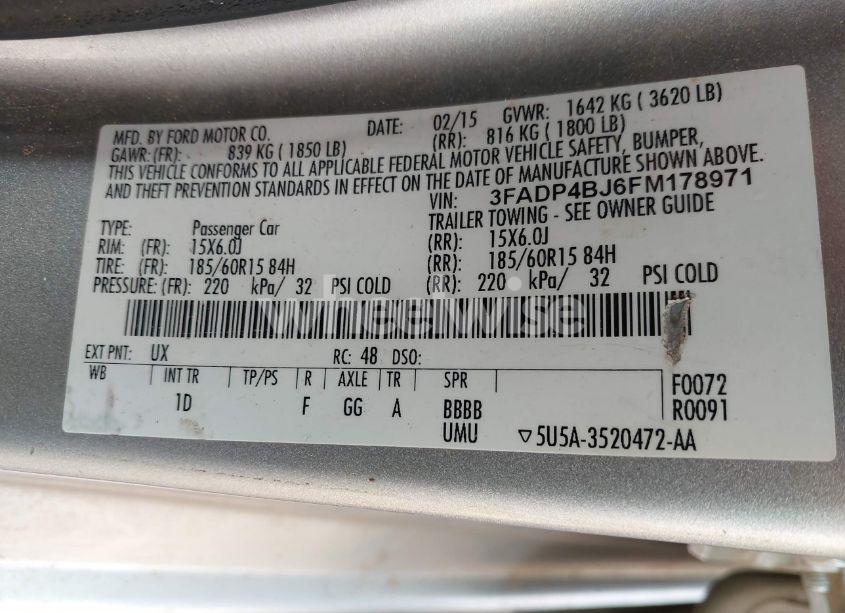 MFD. BY FORD MOTOR CO. DATE: 02/15 GVWR: 1642 KG ( 3620 LB)
GAWR: (FR): 839 KG ( 1850 LB) (RR): 816 KG ( 1800 LB)
THIS VEHICLE CONFORMS TO ALL APPLICABLE FEDERAL MOTOR VEHICLE SAFETY, BUMPER,
AND THEFT PREVENTION STANDARDS IN EFFECT ON THE DATE OF MANUFACTURE SHOWN ABOVE.
VIN: 3FADP4BJ6FM178971
TYPE: Passenger Car TRAILER TOWING - SEE OWNER GUIDE
RIM: (FR): 15X6.0J (RR): 15X6.0J
TIRE: (FR): 185/60R15 84H (RR): 185/60R15 84H
PRESSURE: (FR): 220 kPa/ 32 PSI COLD (RR): 220 kPa/ 32 PSI COLD
wheelwise
EXT PNT: UX RC: 48 DSO:
WB INT TR TP/PS R AXLE TR SPR F0072
1D F GG A BBBB R0091
UMU ▽5U5A-3520472-AA